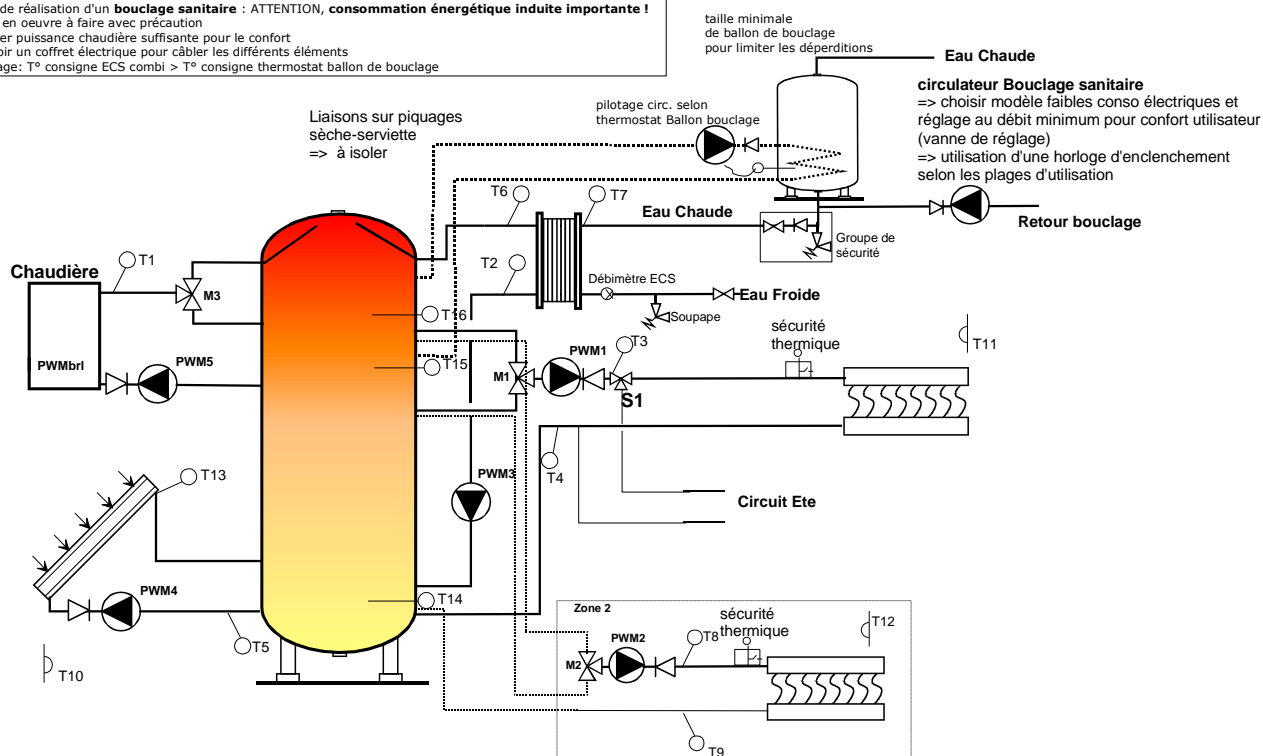 de réalisation d'un bouclage sanitaire : ATTENTION, consommation énergétique induite importante !
en oeuvre à faire avec précaution
er puissance chaudière suffisante pour le confort
oir un coffret électrique pour câbler les différents éléments
age: T° consigne ECS combi > T° consigne thermostat ballon de bouclage
taille minimale
de ballon de bouclage
pour limiter les déperditions
Eau Chaude
circulateur Bouclage sanitaire
=> choisir modèle faibles conso électriques et
réglage au débit minimum pour confort utilisateur
(vanne de réglage)
=> utilisation d'une horloge d'enclenchement
selon les plages d'utilisation
pilotage circ. selon
thermostat Ballon bouclage
Liaisons sur piquages
sèche-serviette
=> à isoler
T6
T7
Eau Chaude
Retour bouclage
Groupe de
sécurité
T1
T2
Chaudière
M3
Débimètre ECS
Eau Froide
Soupape
T16
sécurité
thermique
T11
T3
PWM1
PWM5
PWMbrl
T15
M1
S1
T13
PWM3
T4
Circuit Ete
PWM4
T14
T5
T10
Zone 2
sécurité
thermique
T12
PWM2
T8
M2
T9